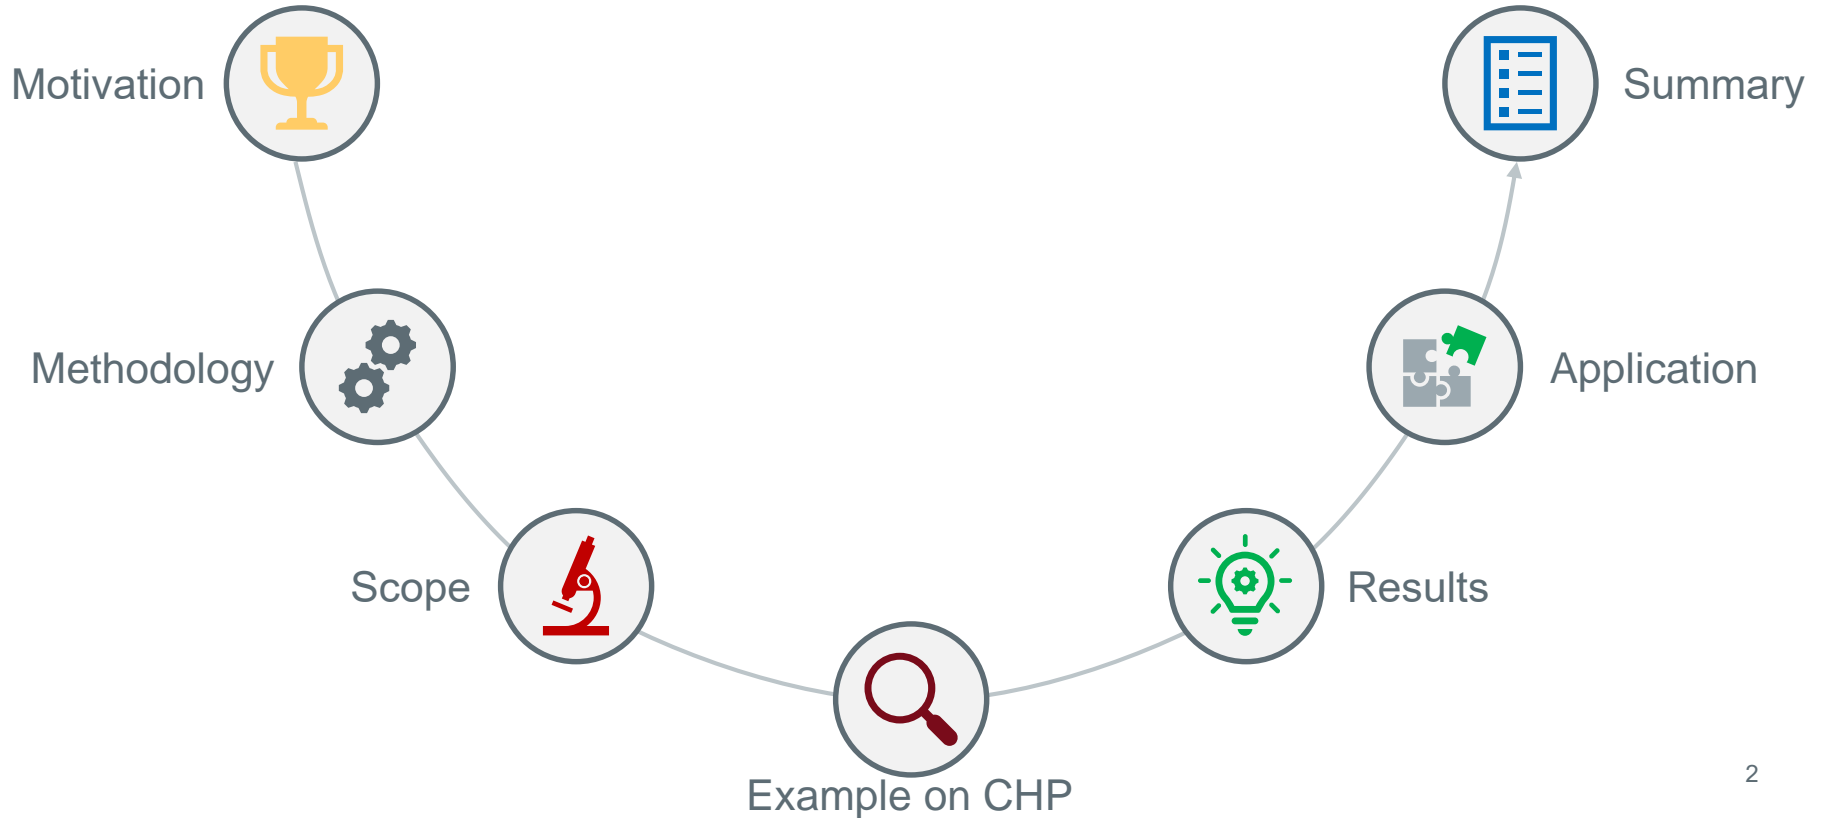 Motivation
Methodology
Scope
Example on CHP
Results
Application
Summary
2